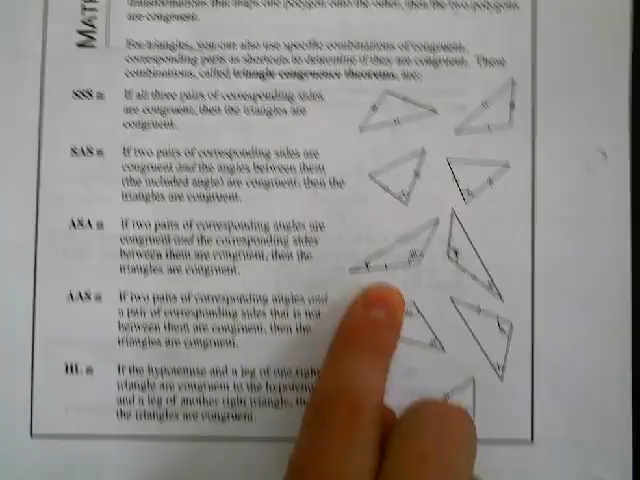 MATH
transformations that maps one polygon onto the other, then the two polygons
are congruent.
For triangles, you can also use specific combinations of congruent,
corresponding parts as shortcuts to determine if they are congruent. These
combinations, called triangle congruence theorems, are:
SSS ≅ If all three pairs of corresponding sides
are congruent, then the triangles are
congruent.
SAS ≅ If two pairs of corresponding sides are
congruent and the angles between them
(the included angle) are congruent, then the
triangles are congruent.
ASA ≅ If two pairs of corresponding angles are
congruent and the corresponding sides
between them are congruent, then the
triangles are congruent.
AAS ≅ If two pairs of corresponding angles and
a pair of corresponding sides that is not
between them are congruent, then the
triangles are congruent.
HL ≅ If the hypotenuse and a leg of one right
triangle are congruent to the
and a leg of another right triangle,
the triangles are congruent.